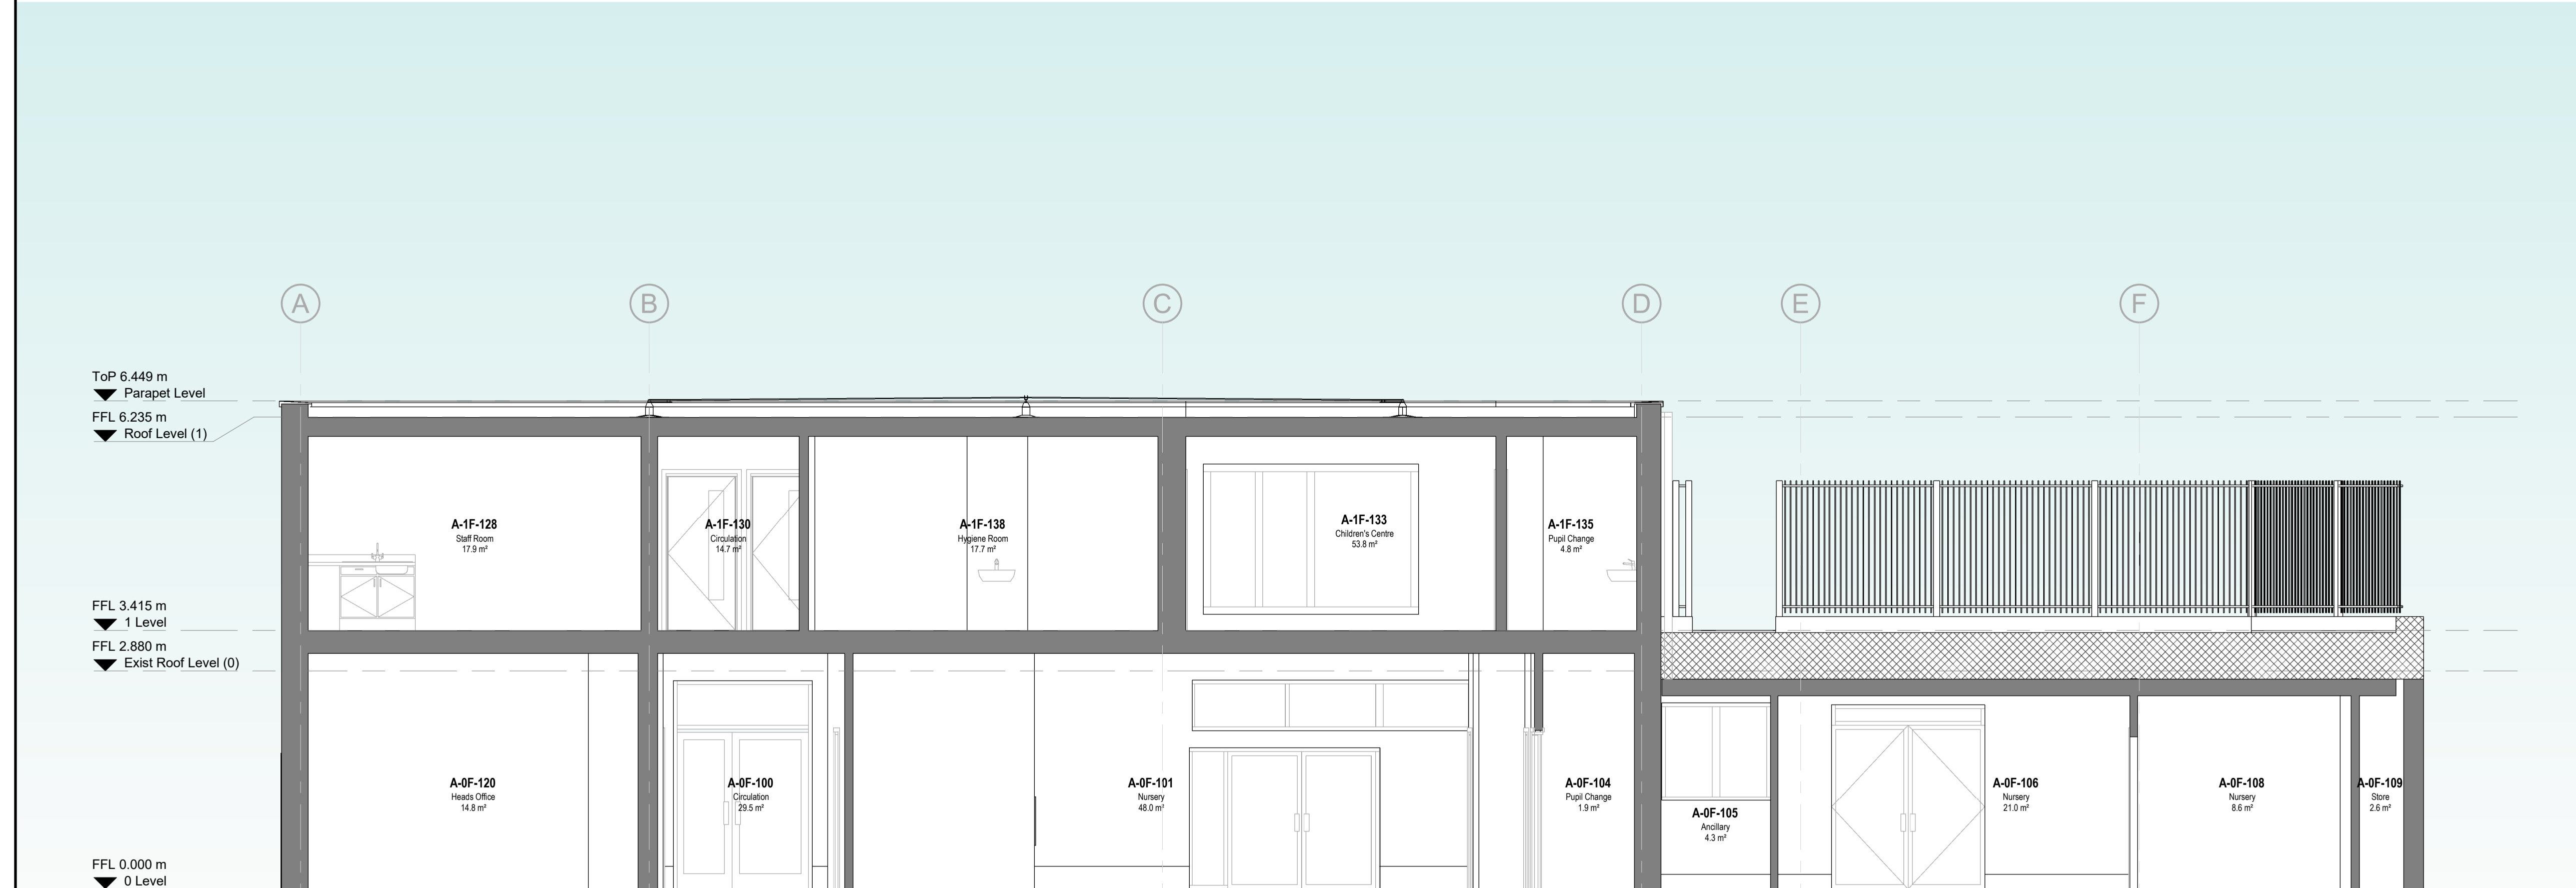 A
B
C
D
E
F
ToP 6.449 m
Parapet Level
FFL 6.235 m
Roof Level (1)
FFL 3.415 m
1 Level
FFL 2.880 m
Exist Roof Level (0)
FFL 0.000 m
0 Level
A-1F-128
Staff Room
17.9 m²
A-1F-130
Circulation
14.7 m²
A-1F-138
Hygiene Room
17.7 m²
A-1F-133
Children's Centre
53.8 m²
A-1F-135
Pupil Change
4.8 m²
A-0F-120
Heads Office
14.8 m²
A-0F-100
Circulation
29.5 m²
A-0F-101
Nursery
48.0 m²
A-0F-104
Pupil Change
1.9 m²
A-0F-105
Ancillary
4.3 m²
A-0F-106
Nursery
21.0 m²
A-0F-108
Nursery
8.6 m²
A-0F-109
Store
2.6 m²